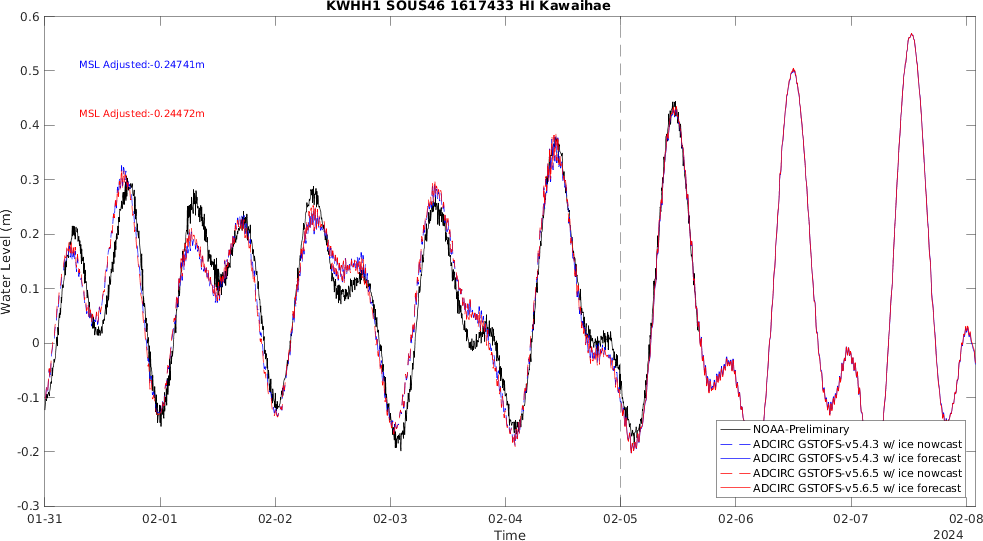 KWHH1 SOUS46 1617433 HI Kawaihae
0.6
0.5
0.4
0.3
0.2
0.1
0
-0.1
-0.2
-0.3
Water Level (m)
MSL Adjusted:-0.24741m
MSL Adjusted:-0.24472m
NOAA-Preliminary
ADCIRC GSTOFS-v5.4.3 w/ ice nowcast
ADCIRC GSTOFS-v5.4.3 w/ ice forecast
ADCIRC GSTOFS-v5.6.5 w/ ice nowcast
ADCIRC GSTOFS-v5.6.5 w/ ice forecast
01-31 02-01 02-02 02-03 02-04 02-05 02-06 02-07 02-08
Time
2024